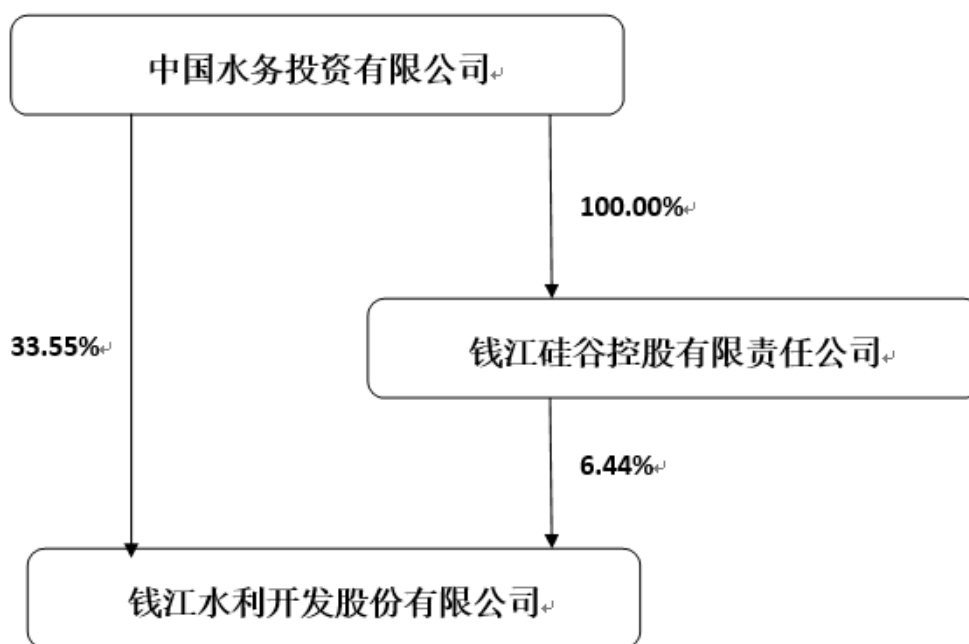 中国水务投资有限公司
100.00%
33.55%
钱江硅谷控股有限责任公司
6.44%
钱江水利开发股份有限公司